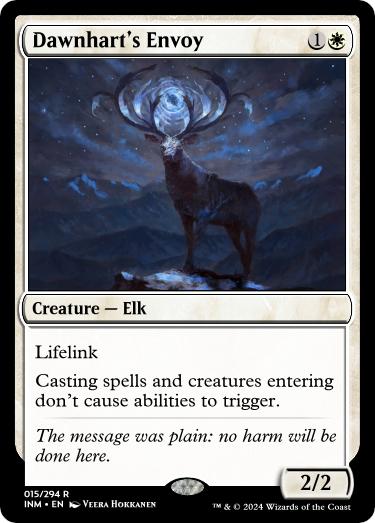 Dawnhart's Envoy 1
Creature — Elk
Lifelink
Casting spells and creatures entering
don't cause abilities to trigger.
The message was plain: no harm will be
done here.
2/2
015/294 R
INM • EN Veera Hokkanen
™ & © 2024 Wizards of the Coast